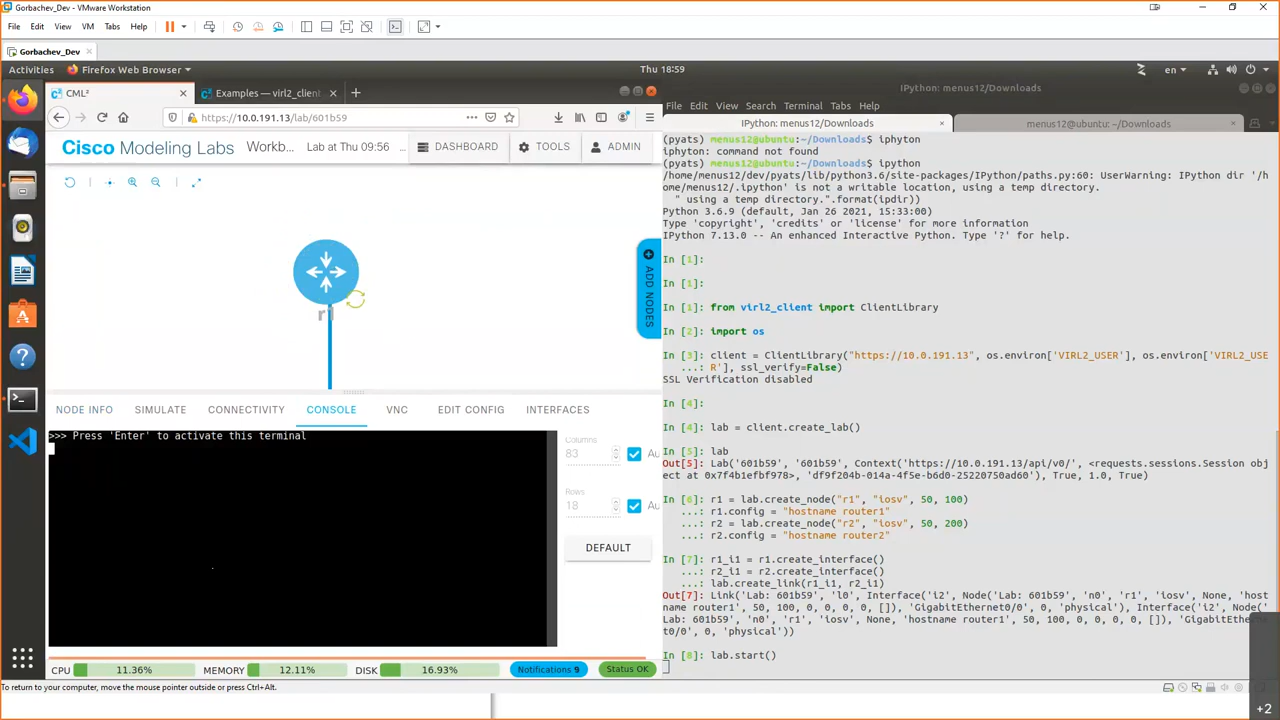 Gorbachev_Dev - VMware Workstation
File Edit View VM Tabs Help
Gorbachev_Dev
Activities Firefox Web Browser Thu 18:59 en
CML² Examples — virl2_client
https://10.0.191.13/lab/601b59
Cisco Modeling Labs Workb... Lab at Thu 09:56 ... DASHBOARD TOOLS ADMIN
r1
ADD NODES
NODE INFO SIMULATE CONNECTIVITY CONSOLE VNC EDIT CONFIG INTERFACES
>>> Press 'Enter' to activate this terminal
Columns
83 Au
Rows
18 Au
DEFAULT
CPU 11.36% MEMORY 12.11% DISK 16.93% Notifications 9 Status OK
IPython: menus12/Downloads
File Edit View Search Terminal Tabs Help
IPython: menus12/Downloads menus12@ubuntu:~/Downloads
(pyats) menus12@ubuntu:~/Downloads$ iphyton
iphyton: command not found
(pyats) menus12@ubuntu:~/Downloads$ ipython
/home/menus12/dev/pyats/lib/python3.6/site-packages/IPython/paths.py:60: UserWarning: IPython dir '/h
ome/menus12/.ipython' is not a writable location, using a temp directory.
" using a temp directory.".format(ipdir))
Python 3.6.9 (default, Jan 26 2021, 15:33:00)
Type 'copyright', 'credits' or 'license' for more information
IPython 7.13.0 -- An enhanced Interactive Python. Type '?' for help.
In [1]:
In [1]:
In [1]: from virl2_client import ClientLibrary
In [2]: import os
In [3]: client = ClientLibrary("https://10.0.191.13", os.environ['VIRL2_USER'], os.environ['VIRL2_USE
...: R'], ssl_verify=False)
SSL Verification disabled
In [4]:
In [4]: lab = client.create_lab()
In [5]: lab
Out[5]: Lab('601b59', '601b59', Context('https://10.0.191.13/api/v0/', <requests.sessions.Session obj
ect at 0x7f4b1efbf978>, 'df9f204b-014a-4f5e-b6d0-25220750ad60'), True, 1.0, True)
In [6]: r1 = lab.create_node("r1", "iosv", 50, 100)
...: r1.config = "hostname router1"
...: r2 = lab.create_node("r2", "iosv", 50, 200)
...: r2.config = "hostname router2"
In [7]: r1_i1 = r1.create_interface()
...: r2_i1 = r2.create_interface()
...: lab.create_link(r1_i1, r2_i1)
Out[7]: Link('Lab: 601b59', 'l0', Interface('i2', Node('Lab: 601b59', 'n0', 'r1', 'iosv', None, 'host
name router1', 50, 100, 0, 0, 0, 0, []), 'GigabitEthernet0/0', 0, 'physical'), Interface('i2', Node('
Lab: 601b59', 'n0', 'r1', 'iosv', None, 'hostname router1', 50, 100, 0, 0, 0, 0, []), 'GigabitEtherne
t0/0', 0, 'physical'))
In [8]: lab.start()
To return to your computer, move the mouse pointer outside or press Ctrl+Alt.
+2